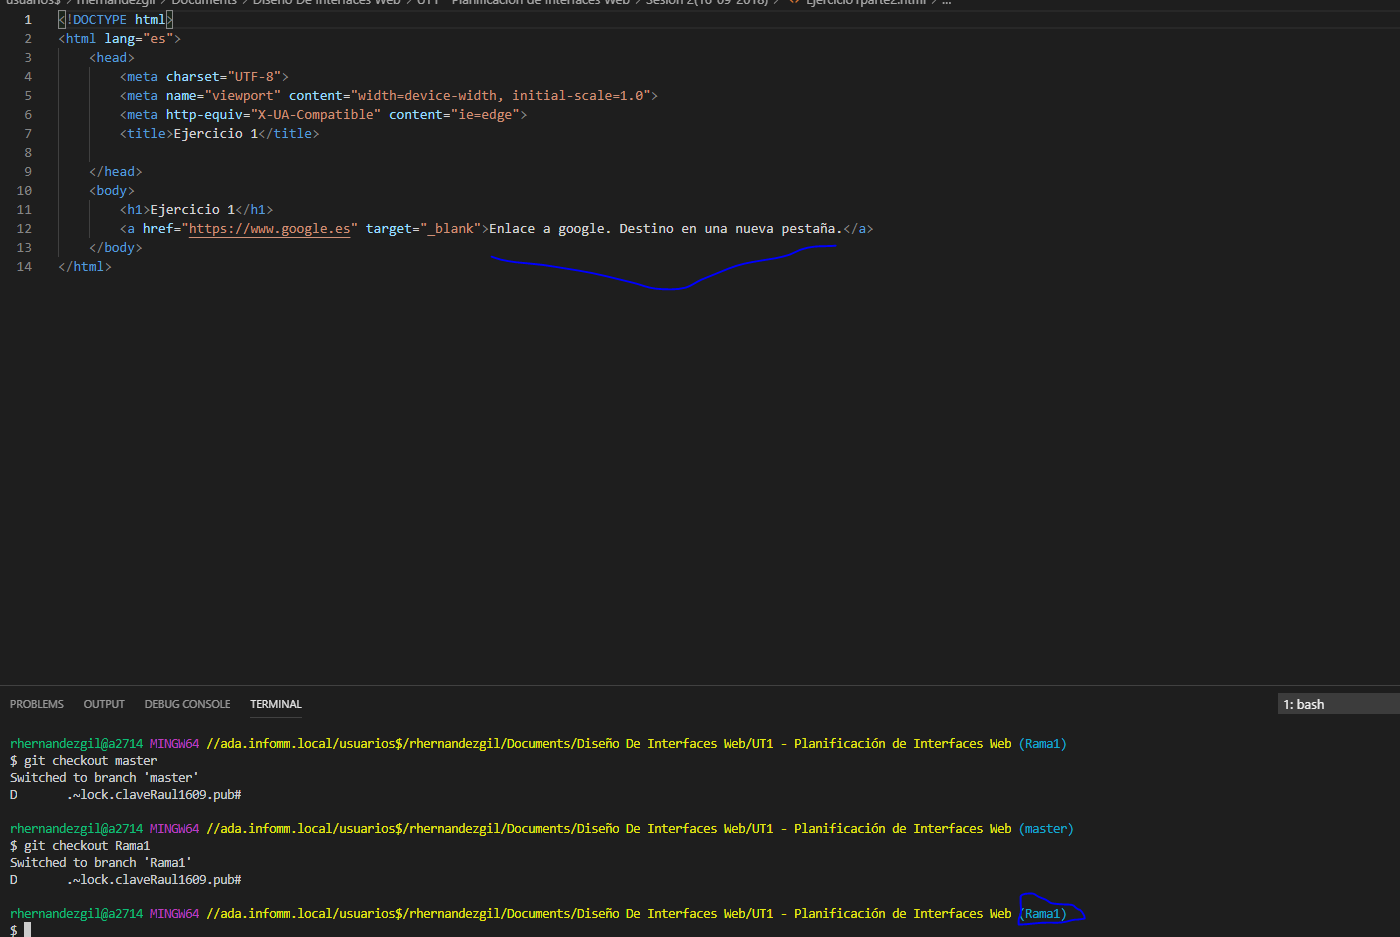 usuarios$ > rhernandezgil > Documents > Diseño De Interfaces Web > UT1 - Planificación de Interfaces Web > Sesión 2(16-09-2018) > <> Ejercicio1parte2.html > ...
1 <!DOCTYPE html>
2 <html lang="es">
3 <head>
4 <meta charset="UTF-8">
5 <meta name="viewport" content="width=device-width, initial-scale=1.0">
6 <meta http-equiv="X-UA-Compatible" content="ie=edge">
7 <title>Ejercicio 1</title>
8
9 </head>
10 <body>
11 <h1>Ejercicio 1</h1>
12 <a href="https://www.google.es" target="_blank">Enlace a google. Destino en una nueva pestaña.</a>
13 </body>
14 </html>
PROBLEMS OUTPUT DEBUG CONSOLE TERMINAL 1: bash
rhernandezgil@a2714 MINGW64 //ada.infomm.local/usuarios$/rhernandezgil/Documents/Diseño De Interfaces Web/UT1 - Planificación de Interfaces Web (Rama1)
$ git checkout master
Switched to branch 'master'
D .~lock.claveRaul1609.pub#
rhernandezgil@a2714 MINGW64 //ada.infomm.local/usuarios$/rhernandezgil/Documents/Diseño De Interfaces Web/UT1 - Planificación de Interfaces Web (master)
$ git checkout Rama1
Switched to branch 'Rama1'
D .~lock.claveRaul1609.pub#
rhernandezgil@a2714 MINGW64 //ada.infomm.local/usuarios$/rhernandezgil/Documents/Diseño De Interfaces Web/UT1 - Planificación de Interfaces Web (Rama1)
$